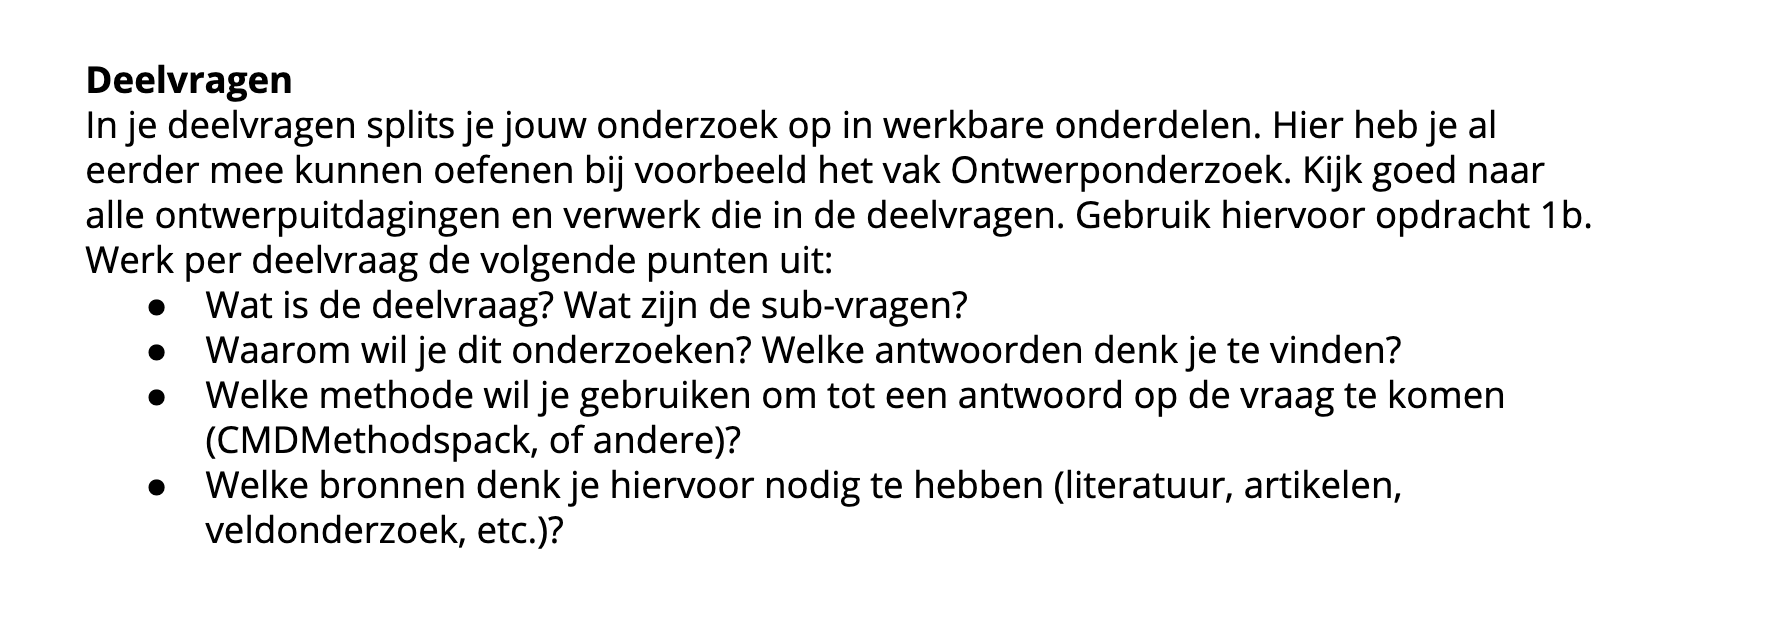 Deelvragen
In je deelvragen splits je jouw onderzoek op in werkbare onderdelen. Hier heb je al
eerder mee kunnen oefenen bij voorbeeld het vak Ontwerponderzoek. Kijk goed naar
alle ontwerpuitdagingen en verwerk die in de deelvragen. Gebruik hiervoor opdracht 1b.
Werk per deelvraag de volgende punten uit:
● Wat is de deelvraag? Wat zijn de sub-vragen?
● Waarom wil je dit onderzoeken? Welke antwoorden denk je te vinden?
● Welke methode wil je gebruiken om tot een antwoord op de vraag te komen
(CMDMethodspack, of andere)?
● Welke bronnen denk je hiervoor nodig te hebben (literatuur, artikelen,
veldonderzoek, etc.)?